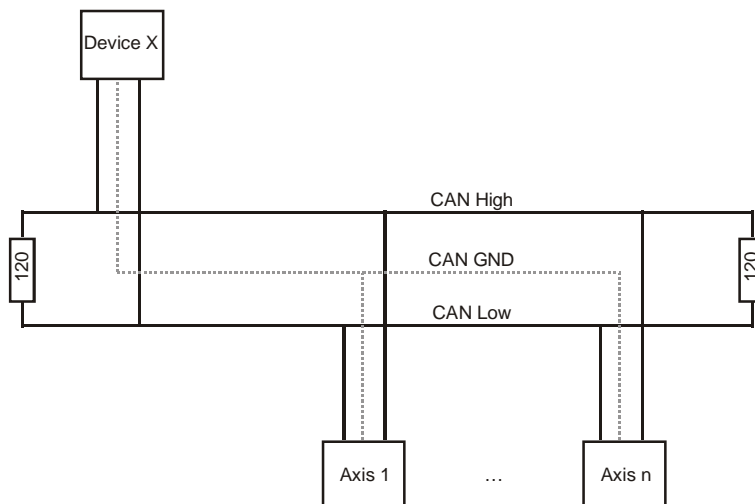 Device X
CAN High
120
CAN GND
120
CAN Low
Axis 1
...
Axis n